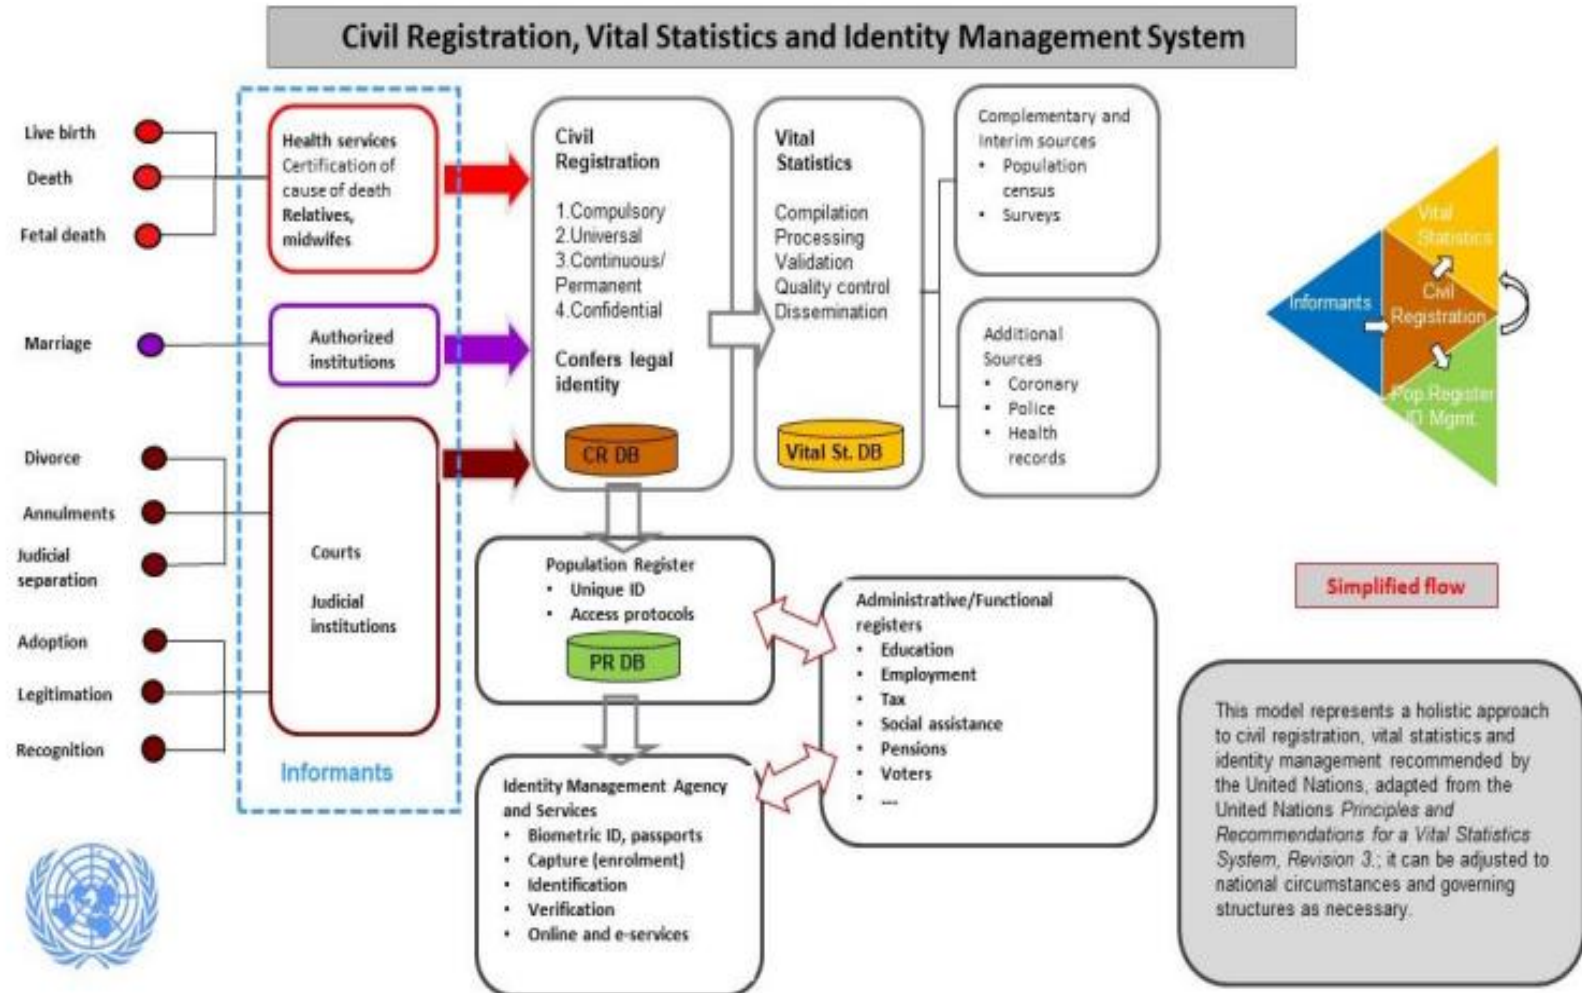 Civil Registration, Vital Statistics and Identity Management System
Live birth
Death
Fetal death
Marriage
Divorce
Annulments
Judicial
separation
Adoption
Legitimation
Recognition
Health services
Certification of
cause of death
Relatives,
midwifes
Authorized
institutions
Courts
Judicial
institutions
Informants
Civil
Registration
1.Compulsory
2.Universal
3.Continuous/
Permanent
4.Confidential
Confers legal
identity
CR DB
Vital
Statistics
Compilation
Processing
Validation
Quality control
Dissemination
Vital St. DB
Complementary and
Interim sources
• Population
census
• Surveys
Additional
Sources
• Coronary
• Police
• Health
records
Population Register
• Unique ID
• Access protocols
PR DB
Administrative/Functional
registers
• Education
• Employment
• Tax
• Social assistance
• Pensions
• Voters
• ....
Identity Management Agency
and Services
• Biometric ID, passports
• Capture (enrolment)
• Identification
• Verification
• Online and e-services
Vital
Statistics
Informants
Civil
Registration
Pop.Register
ID Mgmt.
Simplified flow
This model represents a holistic approach
to civil registration, vital statistics and
identity management recommended by
the United Nations, adapted from the
United Nations Principles and
Recommendations for a Vital Statistics
System, Revision 3.; it can be adjusted to
national circumstances and governing
structures as necessary.